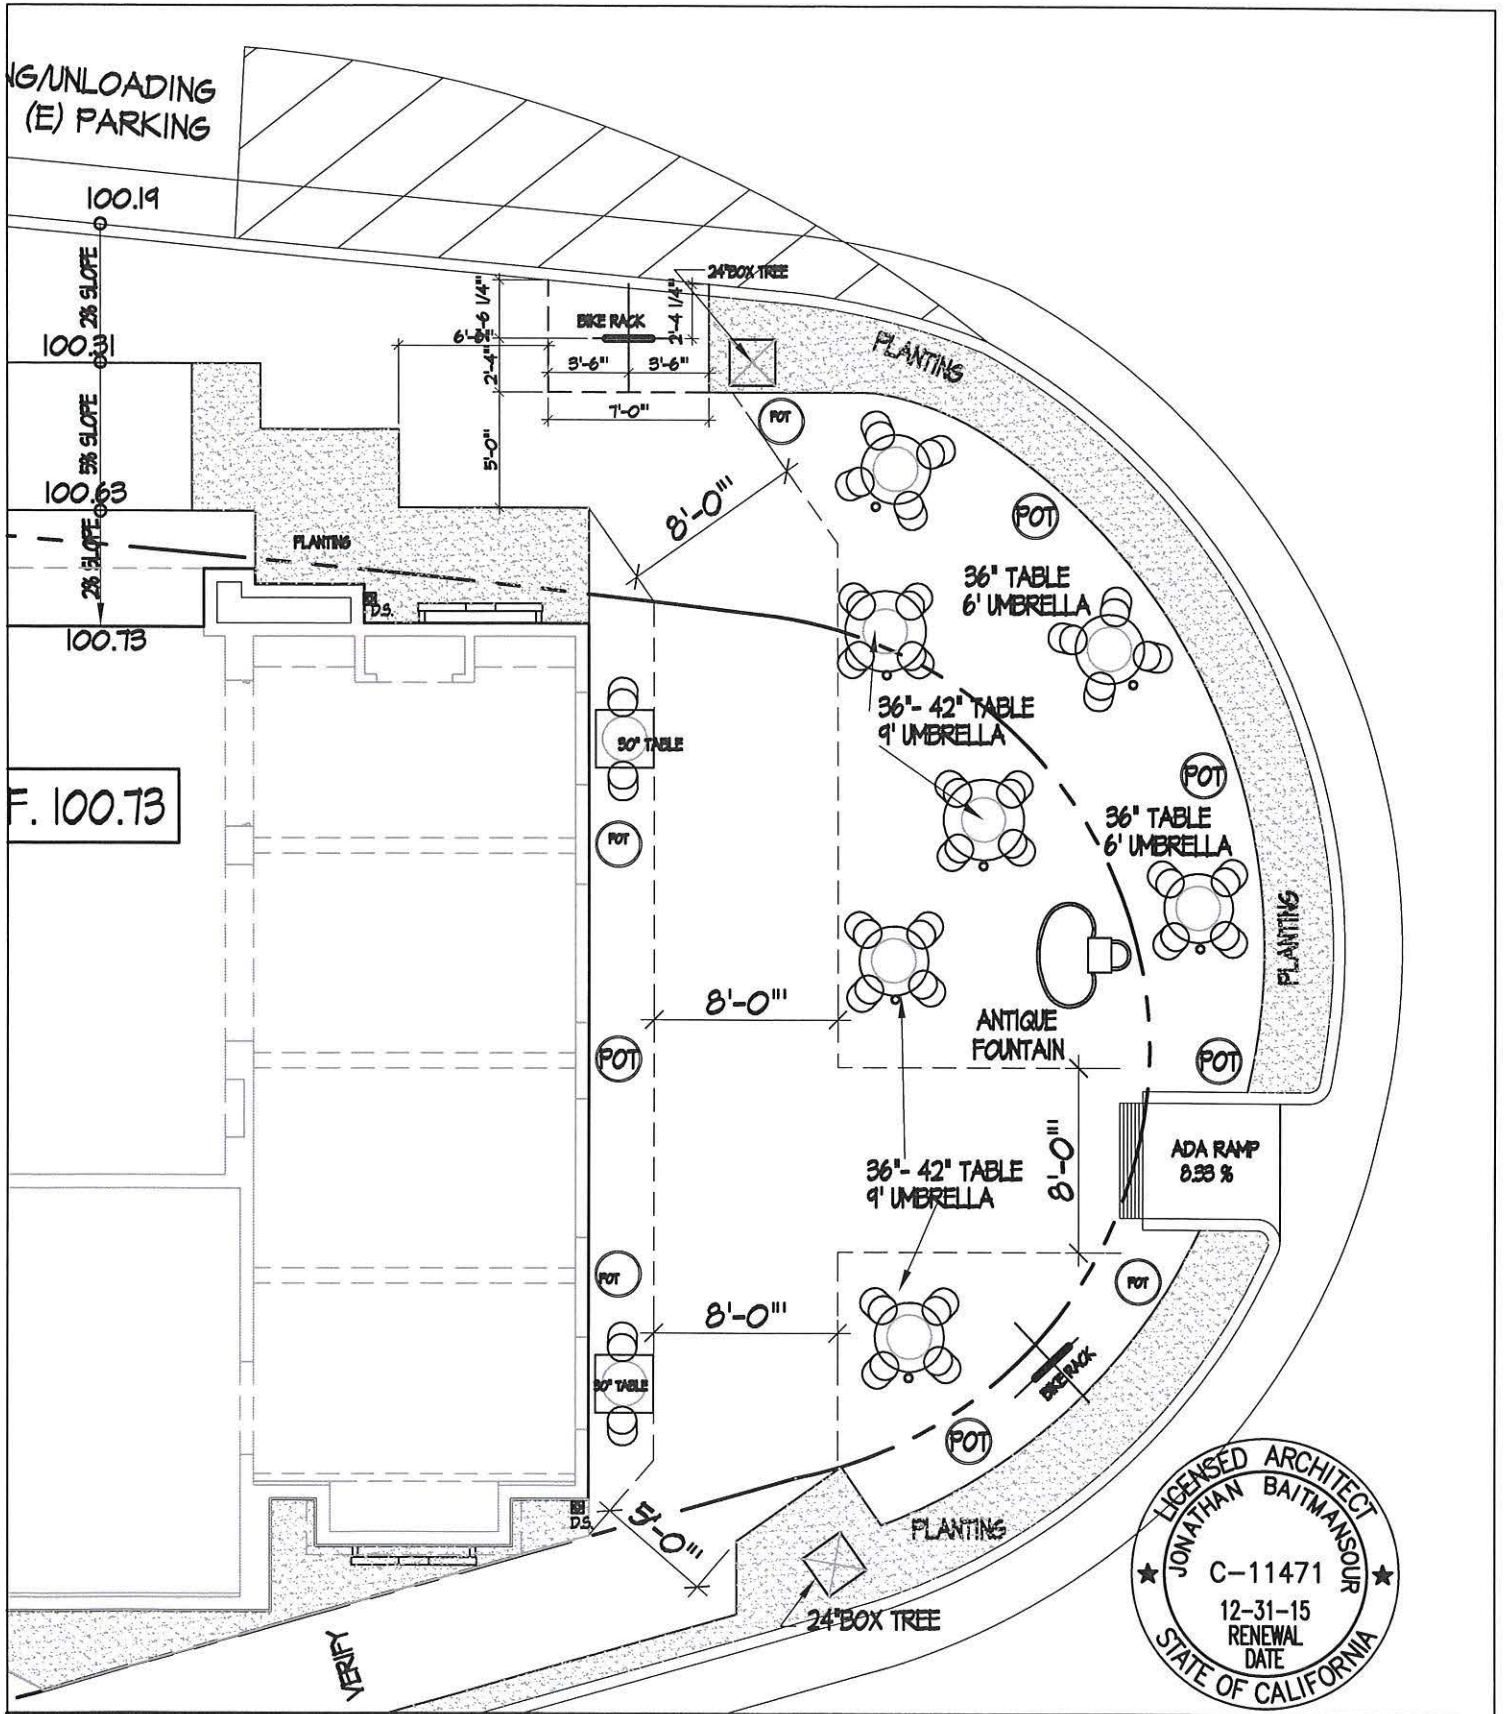 NG/UNLOADING
(E) PARKING
100.19
2% SLOPE
100.31
5% SLOPE
100.63
2% SLOPE
100.73
24"BOX TREE
BIKE RACK
2'-4 1/4"
2'-4"
3'-6"
3'-6"
7'-0"
5'-0"
PLANTING
POT
8'-0"
POT
PLANTING
D.S.
36" TABLE
6' UMBRELLA
36"- 42" TABLE
9' UMBRELLA
30" TABLE
POT
F. 100.73
POT
36" TABLE
6' UMBRELLA
PLANTING
8'-0"
ANTIQUE
FOUNTAIN
POT
POT
8'-0"
ADA RAMP
8.33 %
36"- 42" TABLE
9' UMBRELLA
POT
POT
8'-0"
30" TABLE
BIKE RACK
POT
D.S.
5'-0"
PLANTING
24"BOX TREE
VERIFY
LICENSED ARCHITECT
JONATHAN BAITMANSOUR
C-11471
12-31-15
RENEWAL
DATE
STATE OF CALIFORNIA